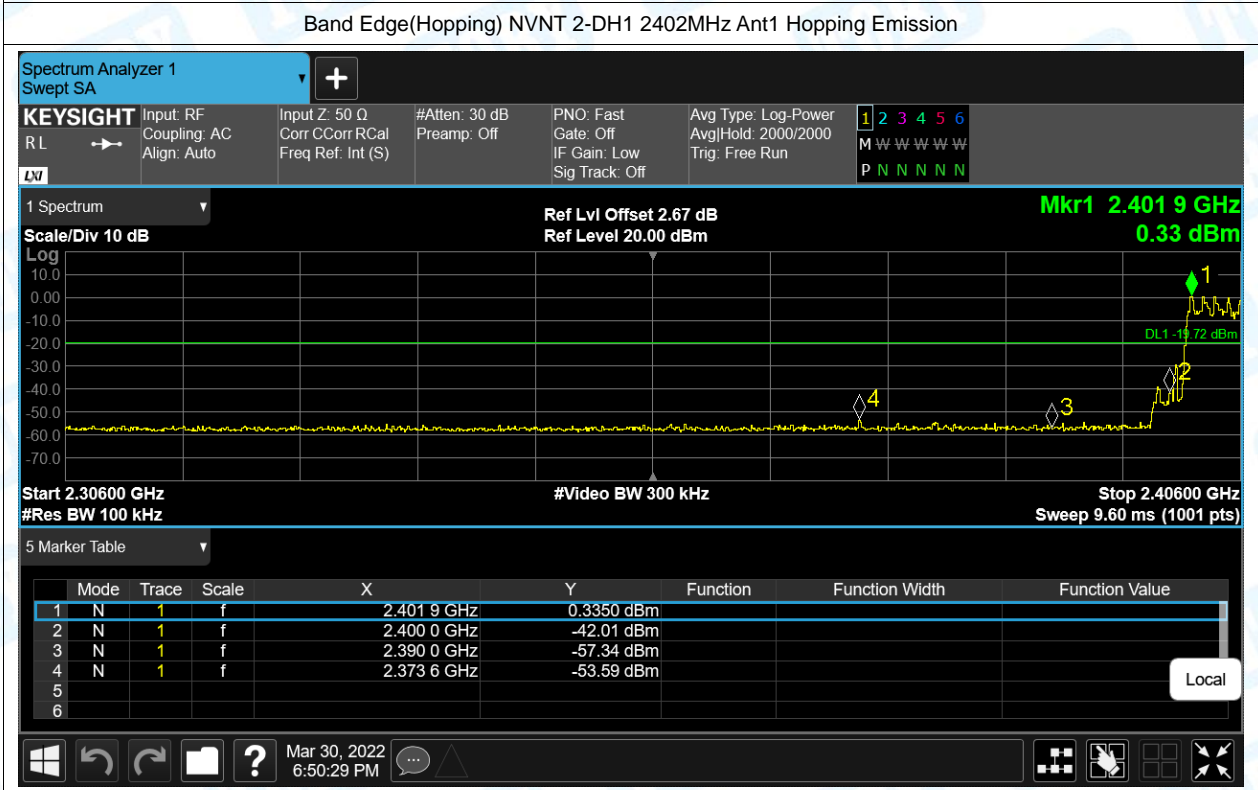 Band Edge(Hopping) NVNT 2-DH1 2402MHz Ant1 Hopping Emission
Spectrum Analyzer 1
Swept SA
KEYSIGHT
R L
LXI
Input: RF
Coupling: AC
Align: Auto
Input Z: 50 Ω
Corr CCorr RCal
Freq Ref: Int (S)
#Atten: 30 dB
Preamp: Off
PNO: Fast
Gate: Off
IF Gain: Low
Sig Track: Off
Avg Type: Log-Power
Avg|Hold: 2000/2000
Trig: Free Run
1 2 3 4 5 6
M W W W W W
P N N N N N
1 Spectrum
Scale/Div 10 dB
Ref Lvl Offset 2.67 dB
Ref Level 20.00 dBm
Mkr1 2.401 9 GHz
0.33 dBm
Log
10.0
0.00
-10.0
-20.0
-30.0
-40.0
-50.0
-60.0
-70.0
1
DL1 -19.72 dBm
2
4
3
Start 2.30600 GHz
#Video BW 300 kHz
Stop 2.40600 GHz
#Res BW 100 kHz
Sweep 9.60 ms (1001 pts)
5 Marker Table
Mode Trace Scale X Y Function Function Width Function Value
1 N 1 f 2.401 9 GHz 0.3350 dBm
2 N 1 f 2.400 0 GHz -42.01 dBm
3 N 1 f 2.390 0 GHz -57.34 dBm
4 N 1 f 2.373 6 GHz -53.59 dBm
5
6
Local
?
Mar 30, 2022
6:50:29 PM